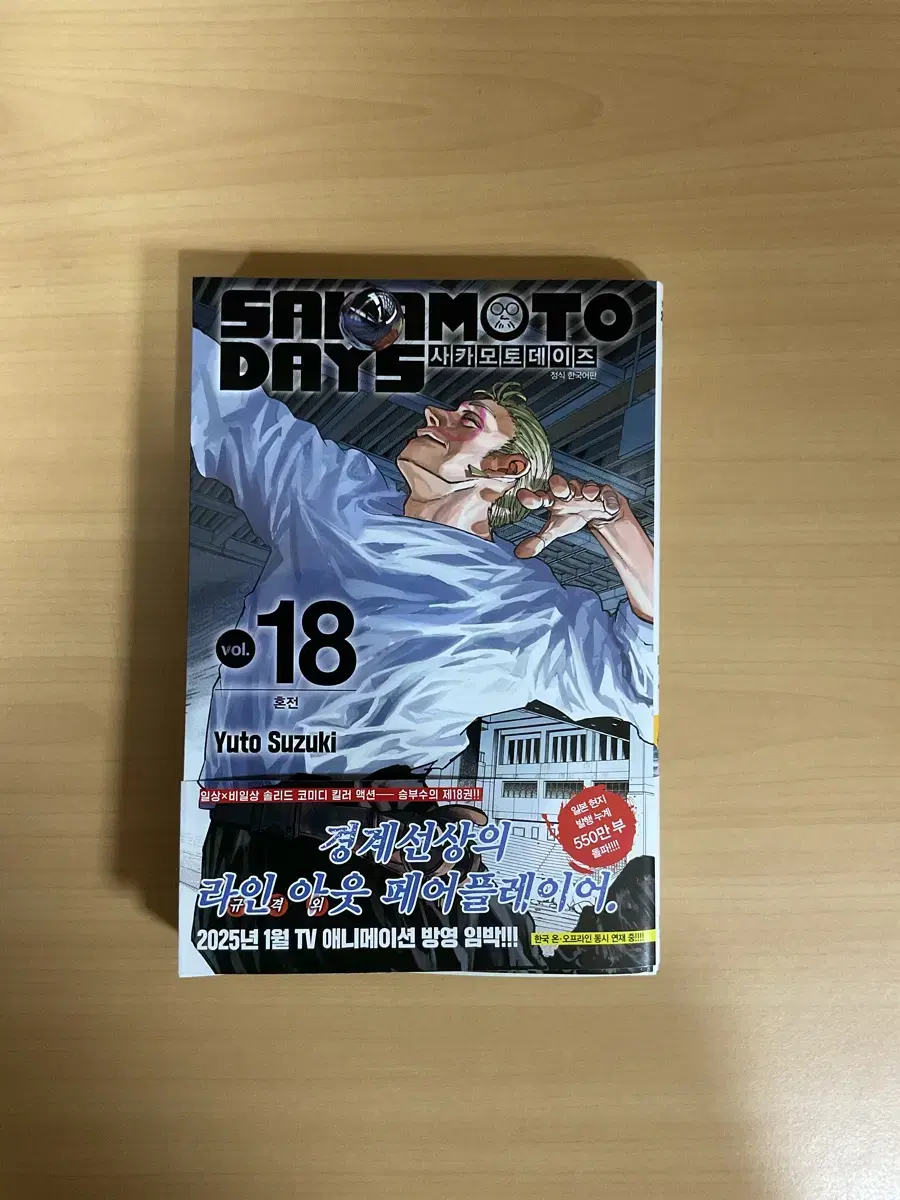 SAKAMOTO
DAYS
사카모토데이즈
정식 한국어판
vol. 18
혼전
Yuto Suzuki
일상×비일상 솔리드 코미디 킬러 액션── 승부수의 제18권!!
일본 현지
발행 누계
550만 부
돌파!!!!
경계선상의
라인 아웃 페어플레이어.
규격외
2025년 1월 TV 애니메이션 방영 임박!!!
한국 온·오프라인 동시 연재 중!!!!